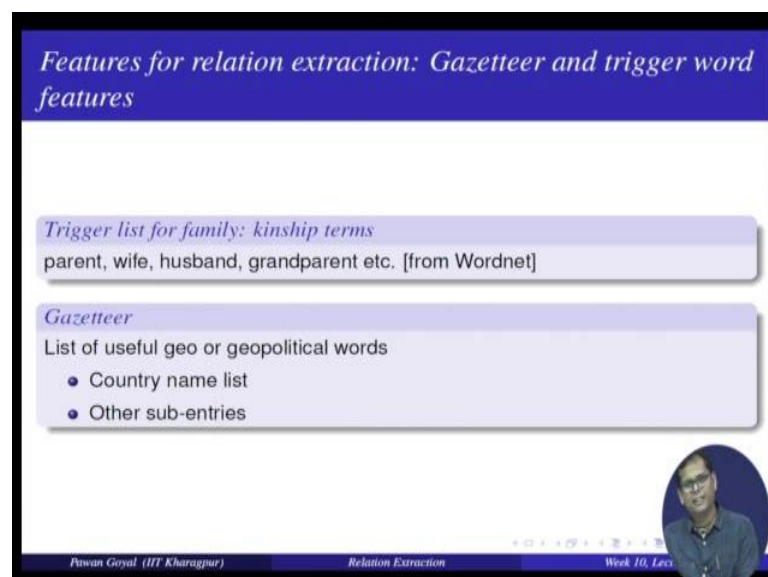 Features for relation extraction: Gazetteer and trigger word
features
Trigger list for family: kinship terms
parent, wife, husband, grandparent etc. [from Wordnet]
Gazetteer
List of useful geo or geopolitical words
Country name list
Other sub-entries
Pawan Goyal (IIT Kharagpur) Relation Extraction Week 10,